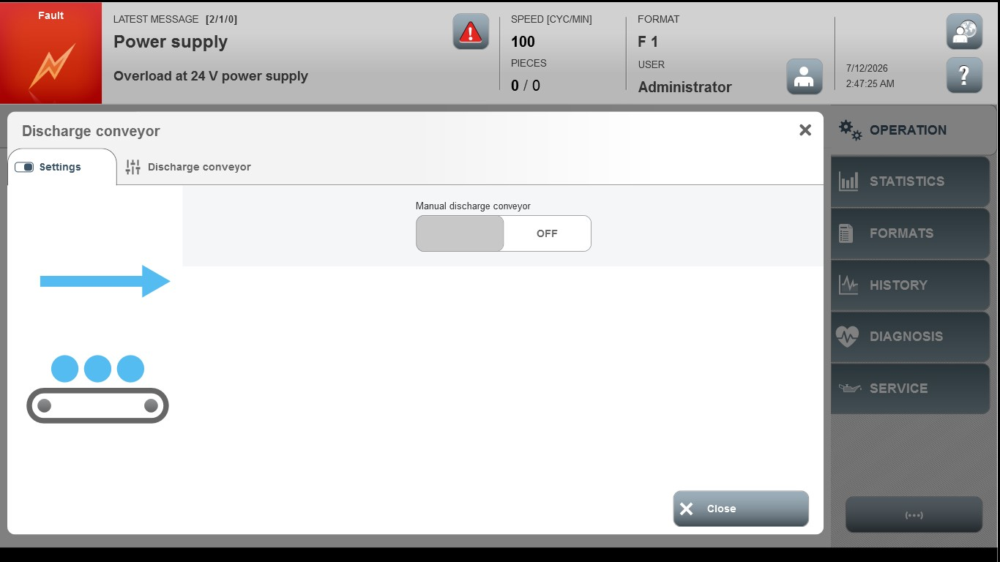 Fault
LATEST MESSAGE [2/1/0]
Power supply
Overload at 24 V power supply
SPEED [CYC/MIN]
100
PIECES
0 / 0
FORMAT
F 1
USER
Administrator
7/12/2026
2:47:25 AM
?
Discharge conveyor
Settings
Discharge conveyor
Manual discharge conveyor
OFF
Close
OPERATION
STATISTICS
FORMATS
HISTORY
DIAGNOSIS
SERVICE
(•••)